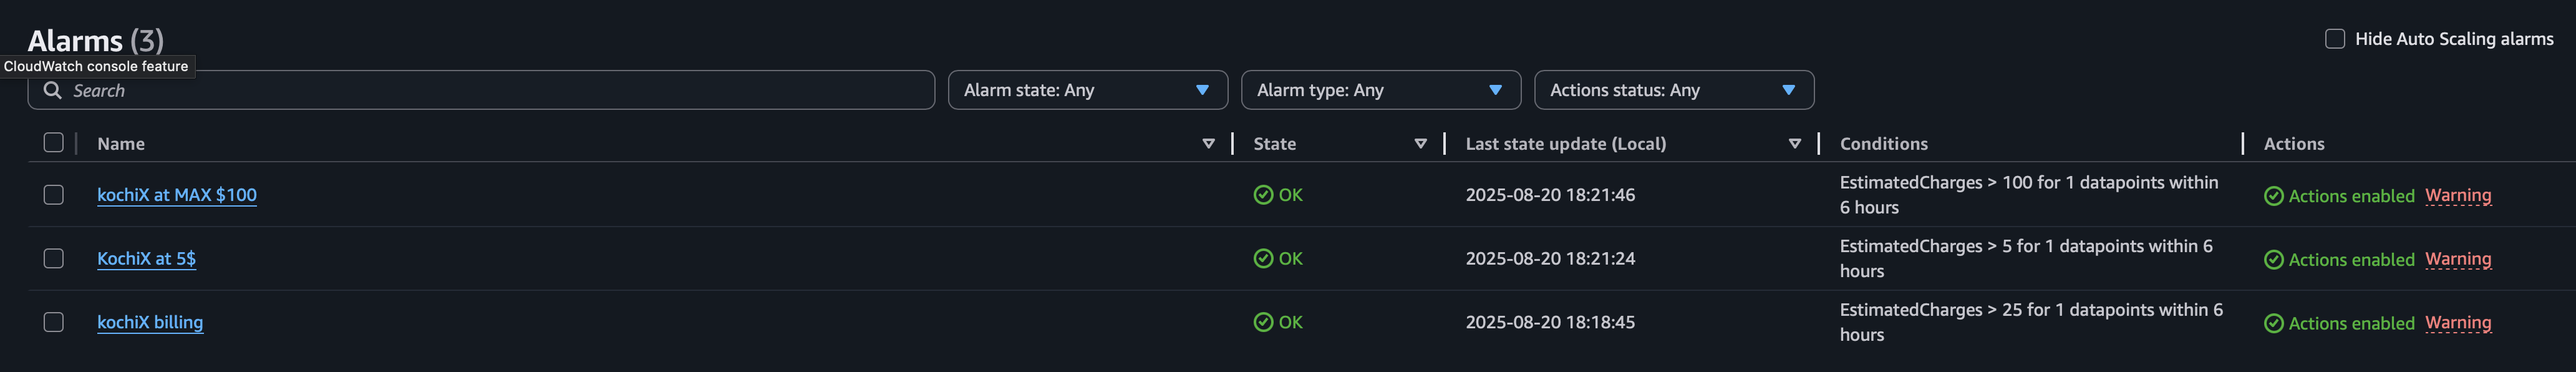 Alarms (3)
CloudWatch console feature
Hide Auto Scaling alarms
Search
Alarm state: Any
Alarm type: Any
Actions status: Any
Name
State
Last state update (Local)
Conditions
Actions
kochiX at MAX $100
OK
2025-08-20 18:21:46
EstimatedCharges > 100 for 1 datapoints within
6 hours
Actions enabled Warning
KochiX at 5$
OK
2025-08-20 18:21:24
EstimatedCharges > 5 for 1 datapoints within 6
hours
Actions enabled Warning
kochiX billing
OK
2025-08-20 18:18:45
EstimatedCharges > 25 for 1 datapoints within 6
hours
Actions enabled Warning